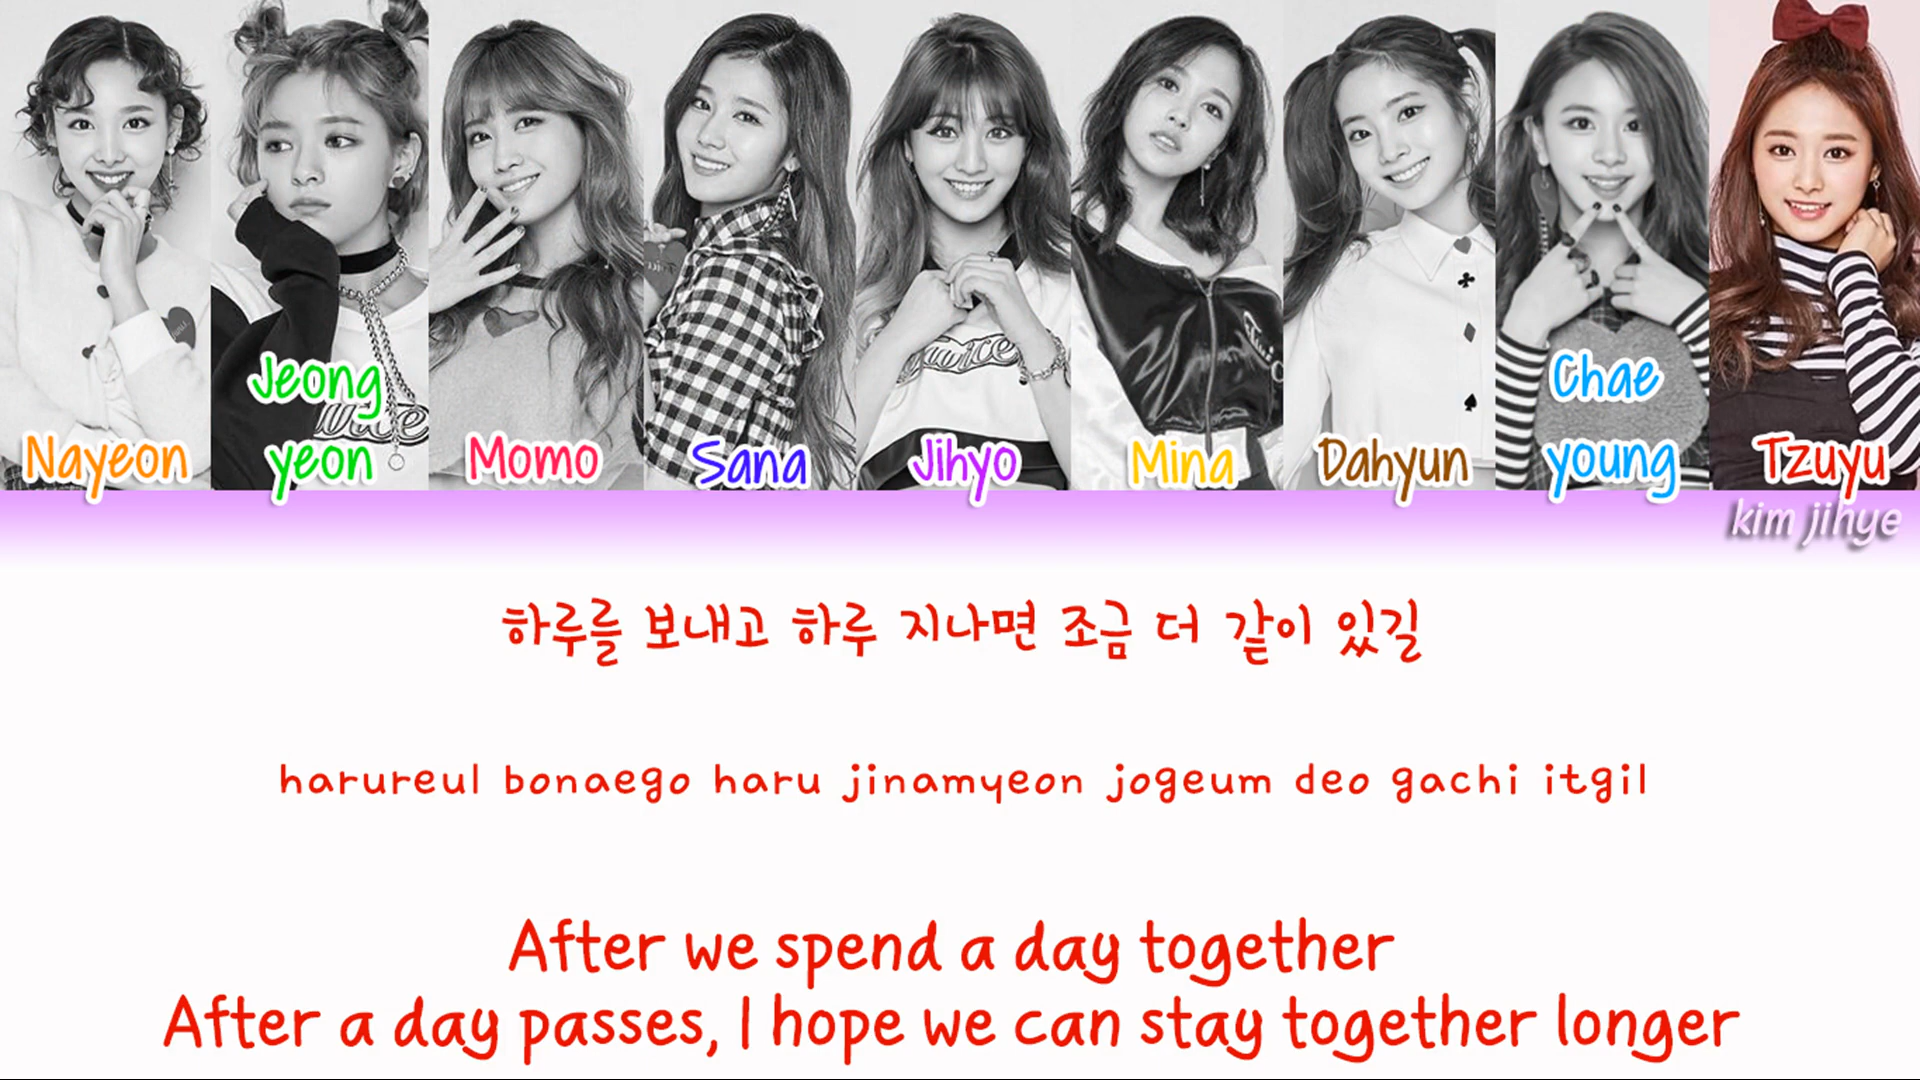 Nayeon
Jeong
yeon
Momo
Sana
Jihyo
Mina
Dahyun
Chae
young
Tzuyu
kim jihye
하루를 보내고 하루 지나면 조금 더 같이 있길
harureul bonaego haru jinamyeon jogeum deo gachi itgil
After we spend a day together
After a day passes, I hope we can stay together longer